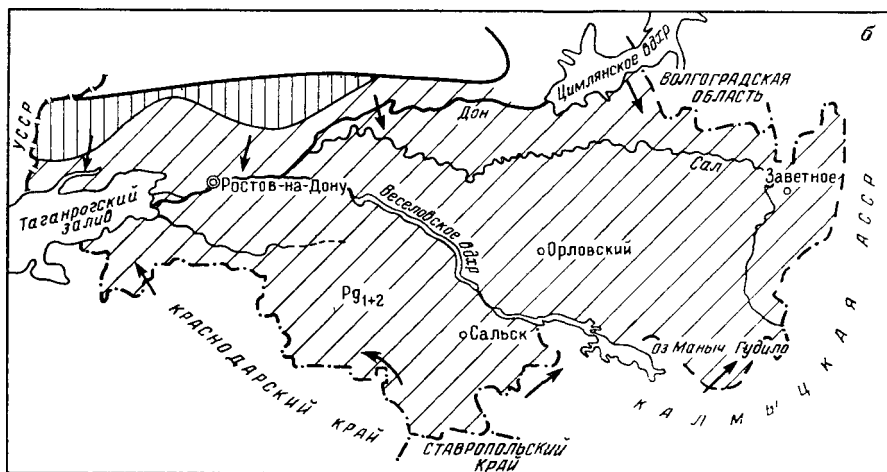 б
УССР
Цимлянское вдхр
ВОЛГОГРАДСКАЯ
ОБЛАСТЬ
Дон
Сал
Заветное
Ростов-на-Дону
Таганрогский
залив
Веселовское вдхр
Орловский
Pg1+2
Сальск
оз Маныч Гудило
КРАСНОДАРСКИЙ КРАЙ
СТАВРОПОЛЬСКИЙ
КРАЙ
КАЛМЫЦКАЯ АССР